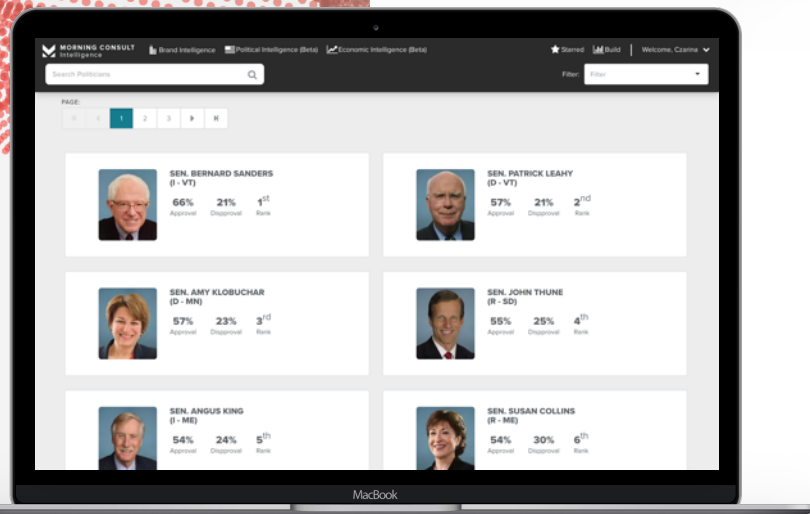 MORNING CONSULT
Intelligence
Brand Intelligence
Political Intelligence (Beta)
Economic Intelligence (Beta)
Starred
Build
Welcome, Czarina
Search Politicians
Filter:
Filter
PAGE:
1 2 3
SEN. BERNARD SANDERS
(I - VT)
66% 21% 1st
Approval Disapproval Rank
SEN. PATRICK LEAHY
(D - VT)
57% 21% 2nd
Approval Disapproval Rank
SEN. AMY KLOBUCHAR
(D - MN)
57% 23% 3rd
Approval Disapproval Rank
SEN. JOHN THUNE
(R - SD)
55% 25% 4th
Approval Disapproval Rank
SEN. ANGUS KING
(I - ME)
54% 24% 5th
Approval Disapproval Rank
SEN. SUSAN COLLINS
(R - ME)
54% 30% 6th
Approval Disapproval Rank
MacBook